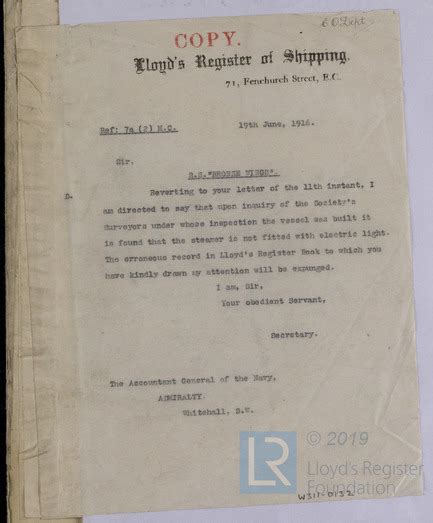 E.O.Dept
COPY.
Lloyd's Register of Shipping.
71, Fenchurch Street, E.C.
Ref: 7a (2) N.C. 19th June, 1916.
Sir,
S.S. "BRONZE WINGS".
D. Reverting to your letter of the 11th instant, I
am directed to say that upon inquiry of the Society's
Surveyors under whose inspection the vessel was built it
is found that the steamer is not fitted with electric light.
The erroneous record in Lloyd's Register Book to which you
have kindly drawn my attention will be expunged.
I am, Sir,
Your obedient Servant,
Secretary.
The Accountant General of the Navy,
ADMIRALTY.
Whitehall, S.W.
LR © 2019
Lloyd's Register
Foundation
W311-0132